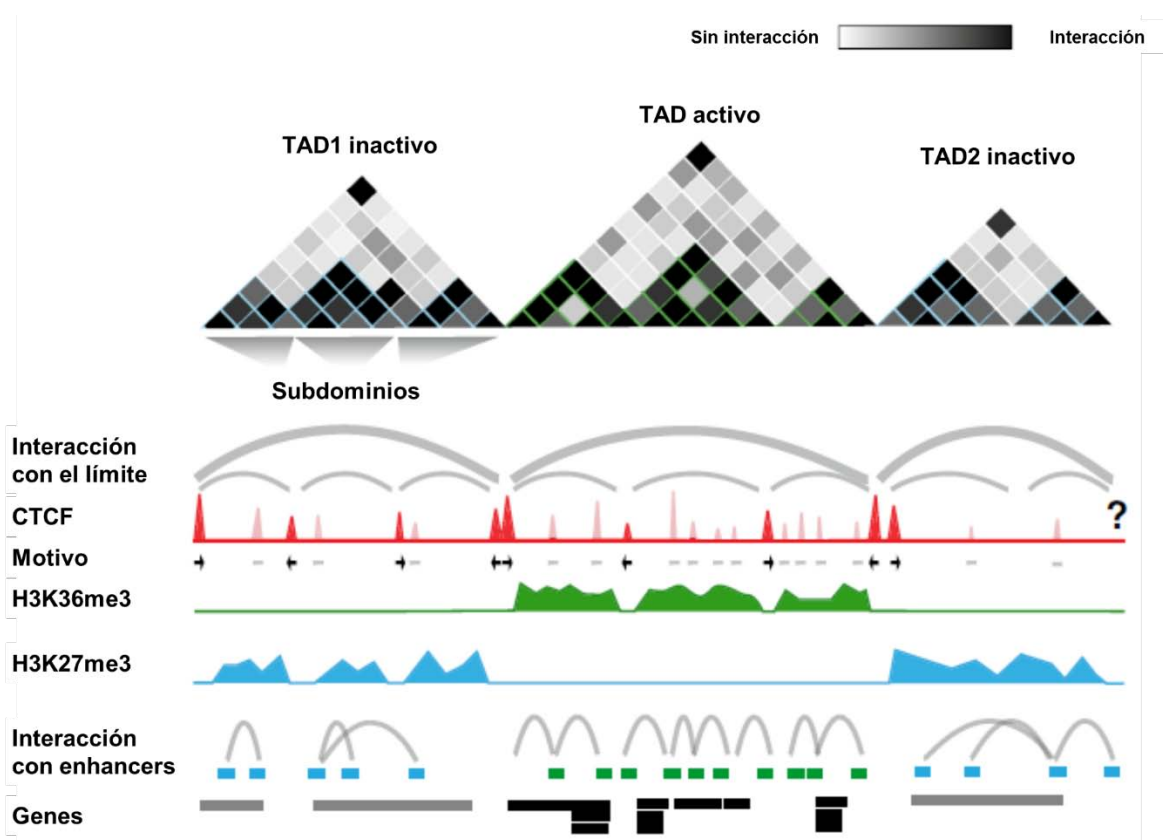 Sin interacción
Interacción
TAD activo
TAD1 inactivo
TAD2 inactivo
Subdominios
Interacción
con el límite
CTCF
?
Motivo
H3K36me3
H3K27me3
Interacción
con enhancers
Genes